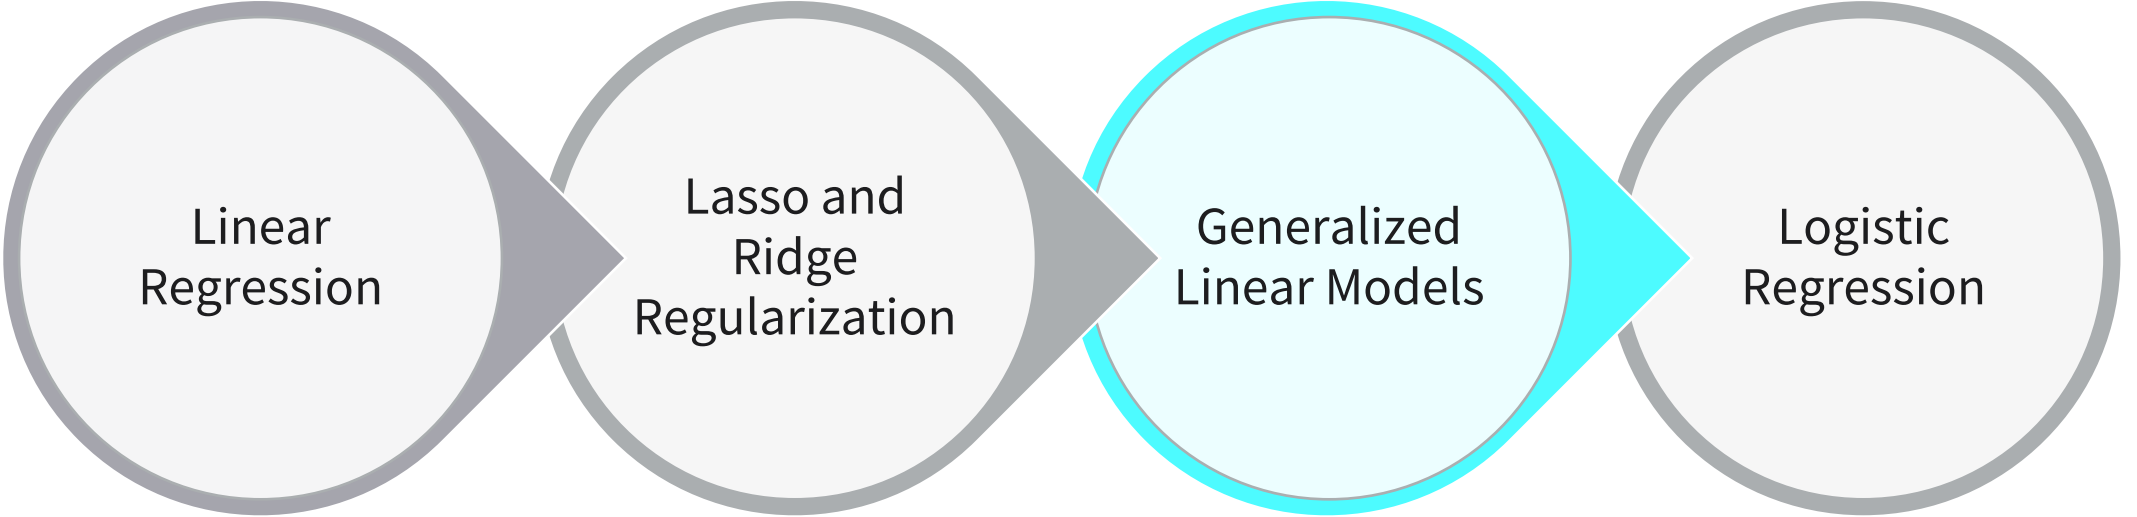 Linear
Regression
Lasso and
Ridge
Regularization
Generalized
Linear Models
Logistic
Regression